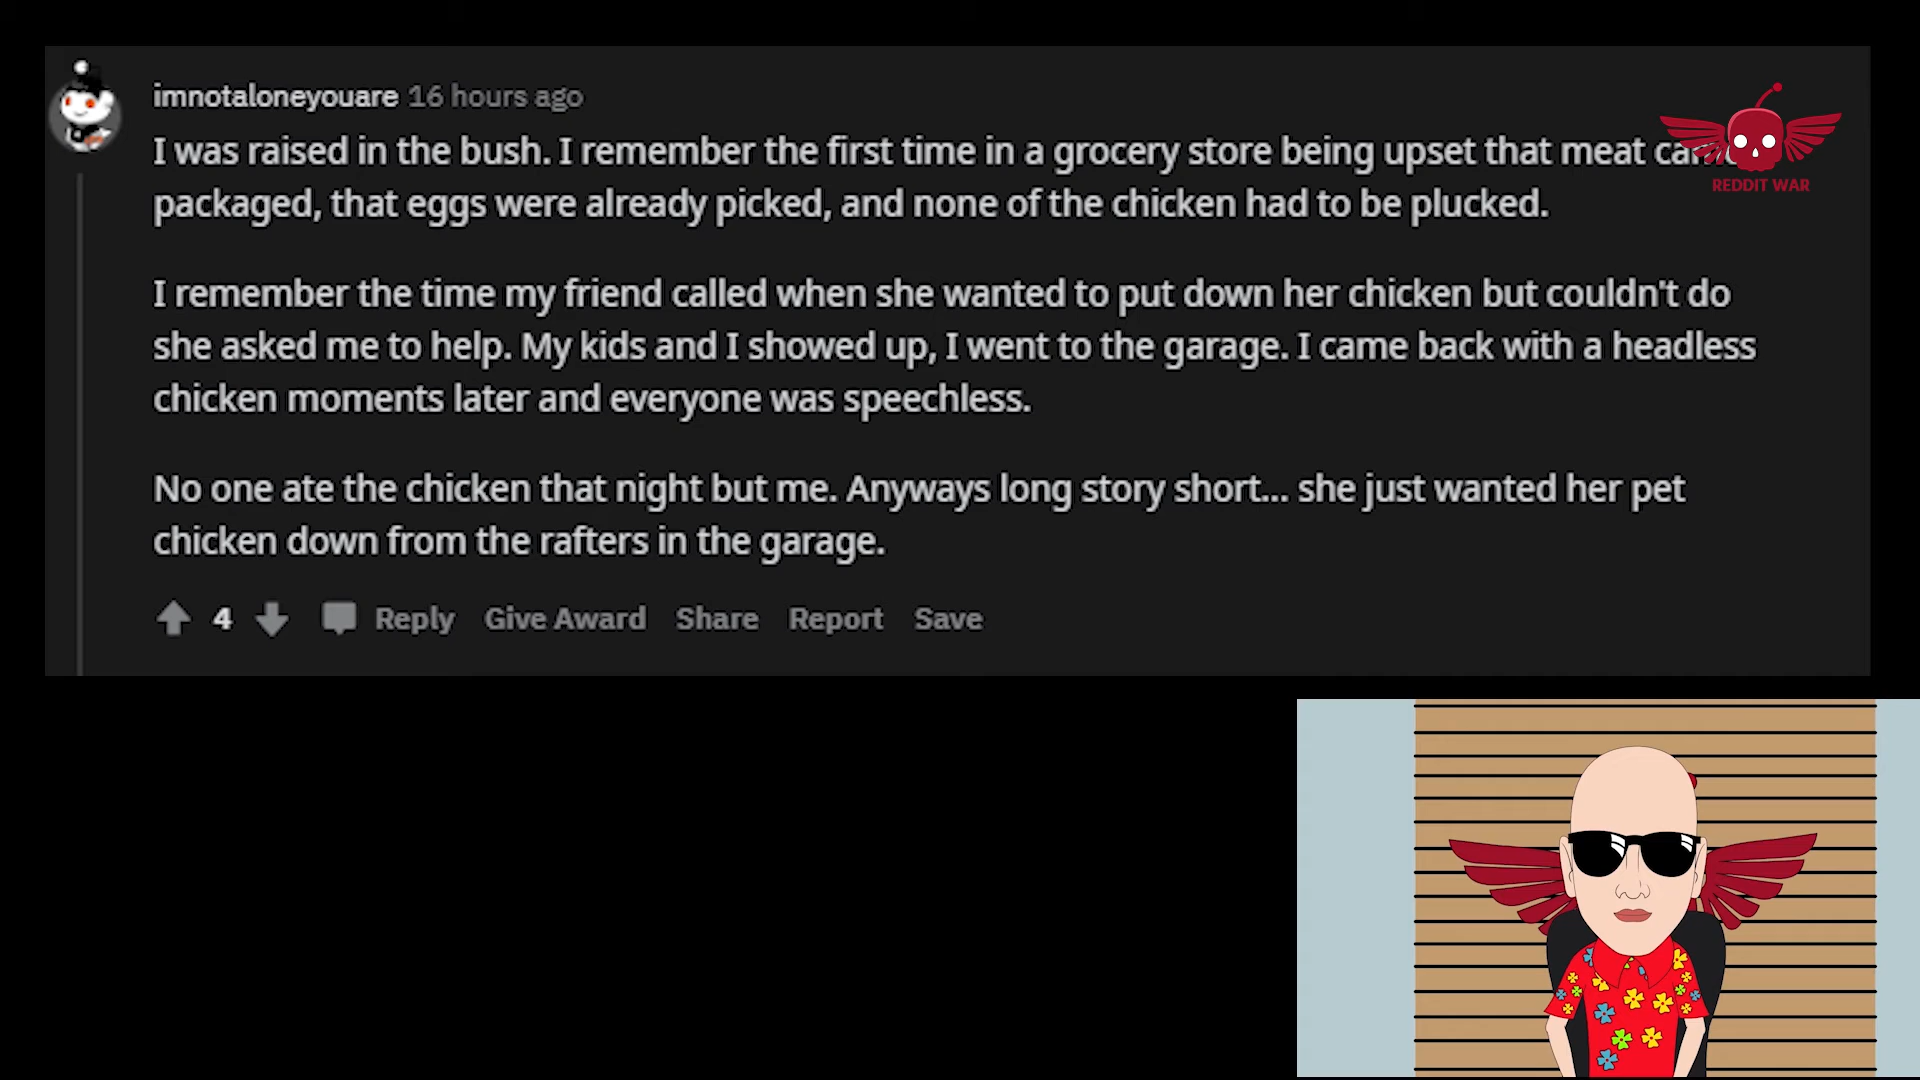 imnotaloneyouare 16 hours ago
I was raised in the bush. I remember the first time in a grocery store being upset that meat
packaged, that eggs were already picked, and none of the chicken had to be plucked.
I remember the time my friend called when she wanted to put down her chicken but couldn't do
she asked me to help. My kids and I showed up, I went to the garage. I came back with a headless
chicken moments later and everyone was speechless.
No one ate the chicken that night but me. Anyways long story short... she just wanted her pet
chicken down from the rafters in the garage.
4 Reply Give Award Share Report Save
REDDIT WAR